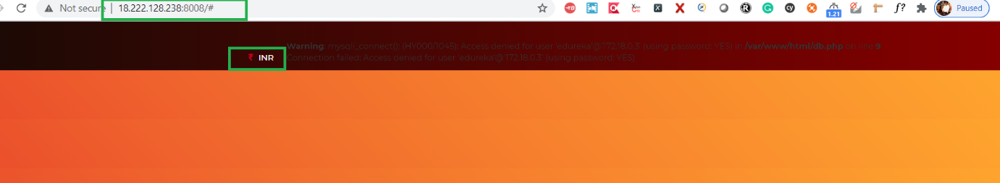 Not secure | 18.222.128.238:8008/#
1.21
f?
Paused
₹ INR
Warning: mysqli_connect(): (HY000/1045): Access denied for user 'edureka'@'172.18.0.3' (using password: YES) in /var/www/html/db.php on line 9
Connection failed: Access denied for user 'edureka'@'172.18.0.3' (using password: YES)